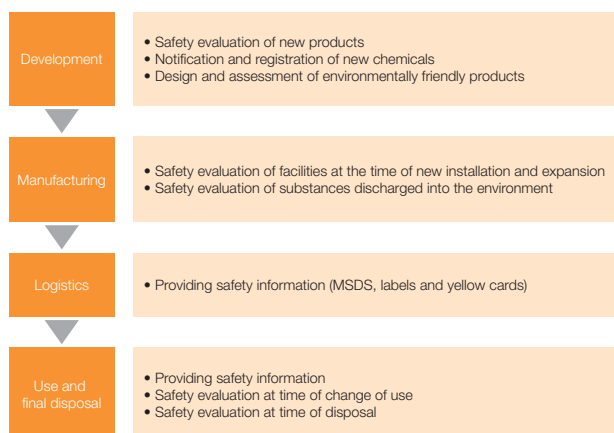 Development
• Safety evaluation of new products
• Notification and registration of new chemicals
• Design and assessment of environmentally friendly products
Manufacturing
• Safety evaluation of facilities at the time of new installation and expansion
• Safety evaluation of substances discharged into the environment
Logistics
• Providing safety information (MSDS, labels and yellow cards)
Use and
final disposal
• Providing safety information
• Safety evaluation at time of change of use
• Safety evaluation at time of disposal